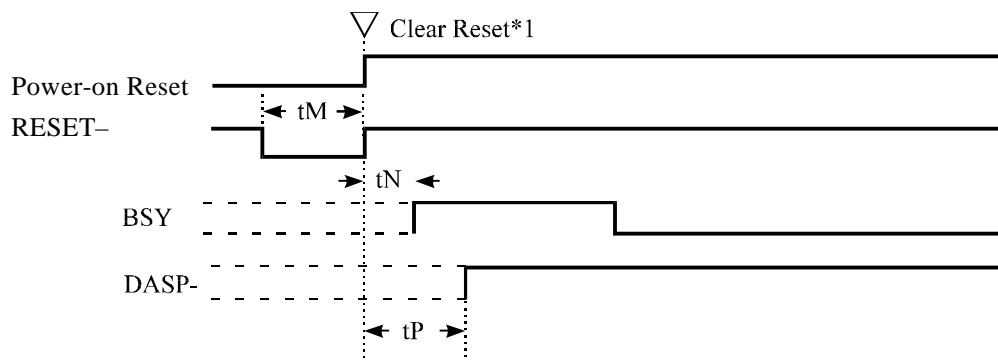 Clear Reset*1
Power-on Reset
tM
RESET–
tN
BSY
DASP-
tP